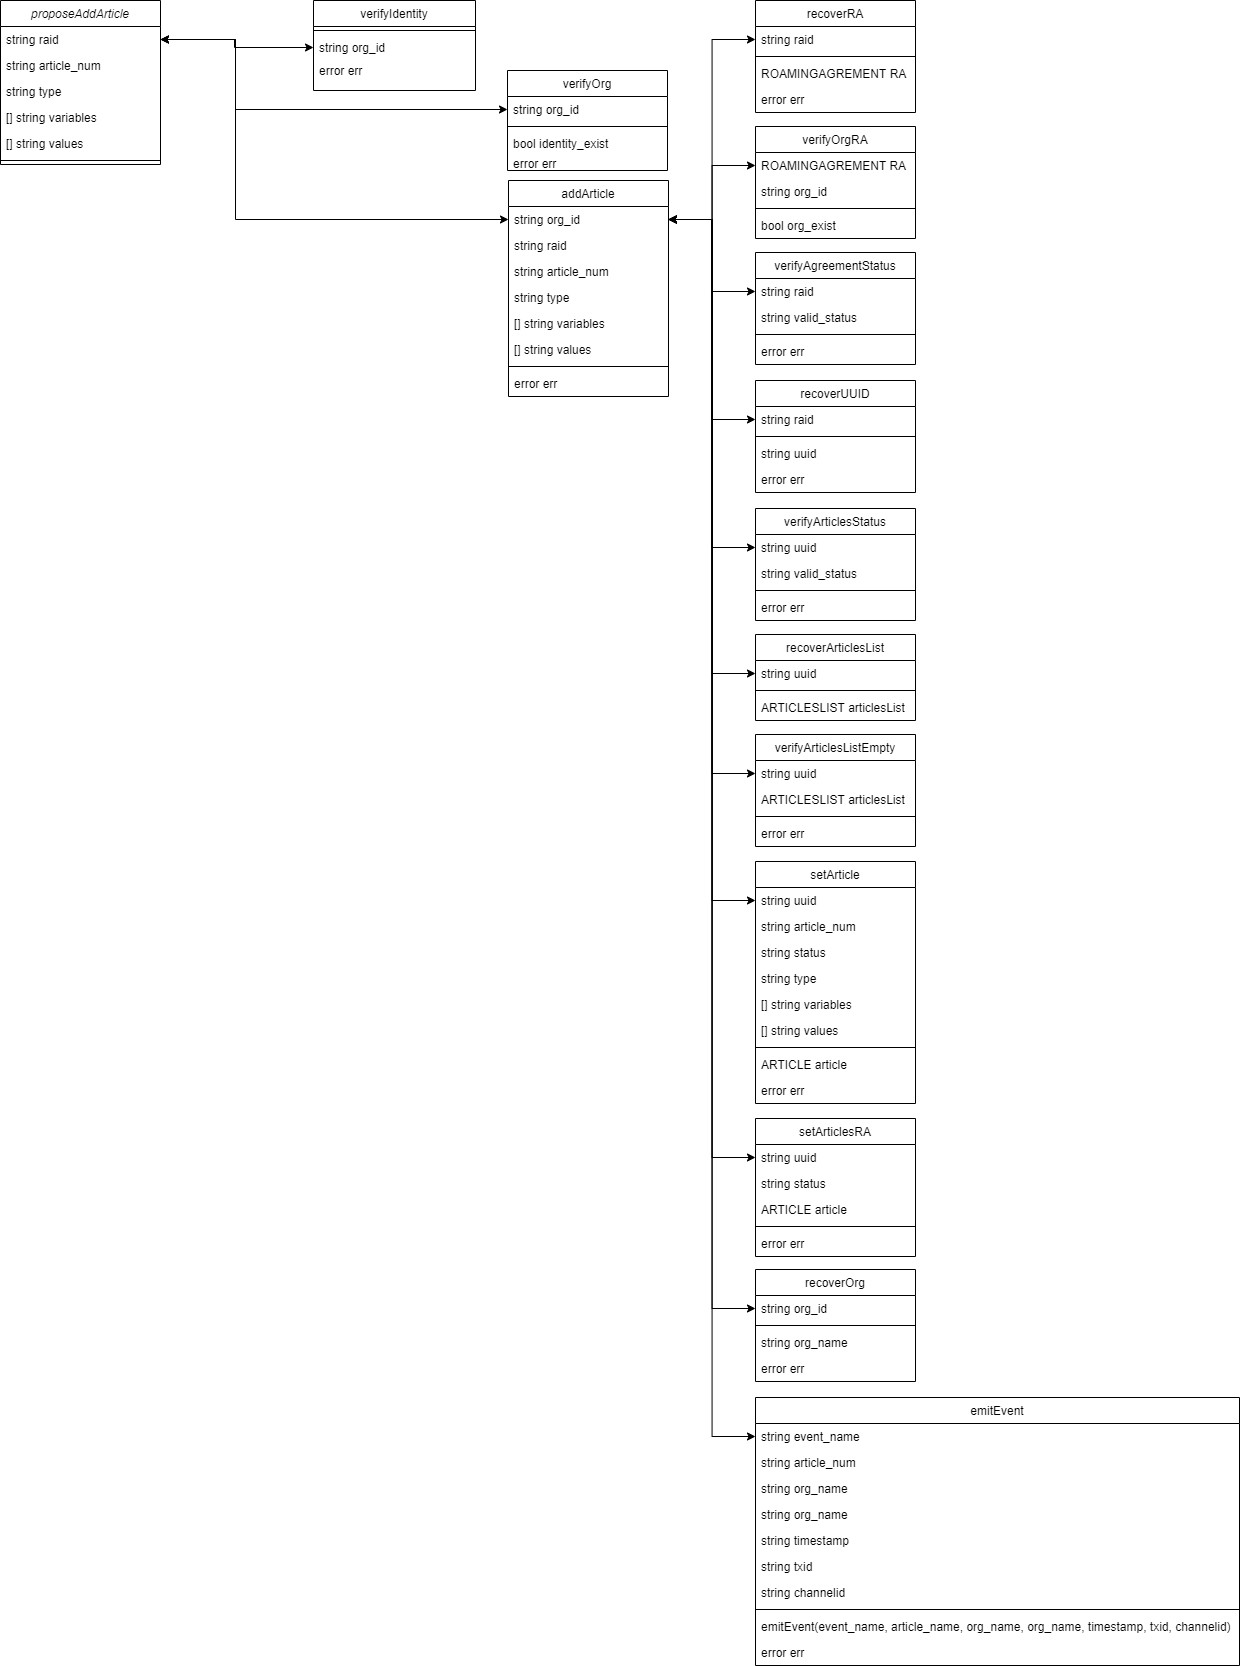 proposeAddArticle
string raid
string article_num
string type
[] string variables
[] string values
verifyIdentity
string org_id
error err
verifyOrg
string org_id
bool identity_exist
error err
addArticle
string org_id
string raid
string article_num
string type
[] string variables
[] string values
error err
recoverRA
string raid
ROAMINGAGREMENT RA
error err
verifyOrgRA
ROAMINGAGREMENT RA
string org_id
bool org_exist
verifyAgreementStatus
string raid
string valid_status
error err
recoverUUID
string raid
string uuid
error err
verifyArticlesStatus
string uuid
string valid_status
error err
recoverArticlesList
string uuid
ARTICLESLIST articlesList
verifyArticlesListEmpty
string uuid
ARTICLESLIST articlesList
error err
setArticle
string uuid
string article_num
string status
string type
[] string variables
[] string values
ARTICLE article
error err
setArticlesRA
string uuid
string status
ARTICLE article
error err
recoverOrg
string org_id
string org_name
error err
emitEvent
string event_name
string article_num
string org_name
string org_name
string timestamp
string txid
string channelid
emitEvent(event_name, article_name, org_name, org_name, timestamp, txid, channelid)
error err